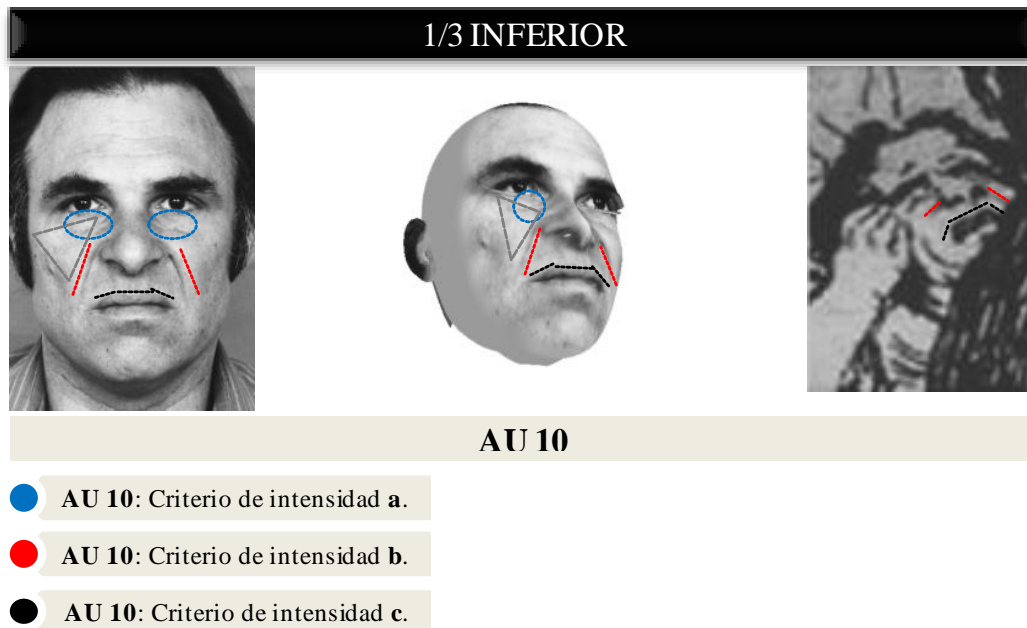 1/3 INFERIOR
AU 10
AU 10: Criterio de intensidad a.
AU 10: Criterio de intensidad b.
AU 10: Criterio de intensidad c.